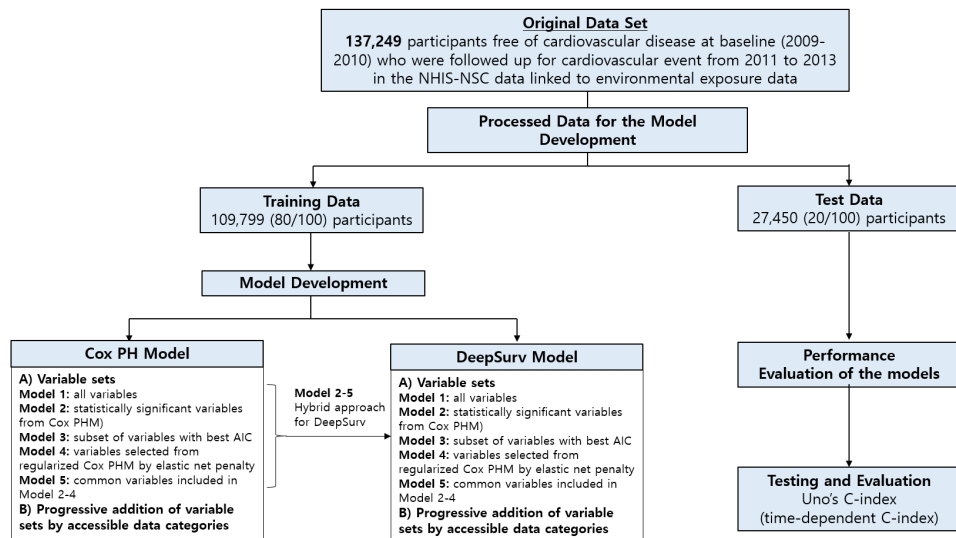 Original Data Set
137,249 participants free of cardiovascular disease at baseline (2009-
2010) who were followed up for cardiovascular event from 2011 to 2013
in the NHIS-NSC data linked to environmental exposure data
Processed Data for the Model
Development
Training Data
109,799 (80/100) participants
Test Data
27,450 (20/100) participants
Model Development
Cox PH Model
A) Variable sets
Model 1: all variables
Model 2: statistically significant variables
from Cox PHM)
Model 3: subset of variables with best AIC
Model 4: variables selected from
regularized Cox PHM by elastic net penalty
Model 5: common variables included in
Model 2-4
B) Progressive addition of variable
sets by accessible data categories
Model 2-5
Hybrid approach
for DeepSurv
DeepSurv Model
A) Variable sets
Model 1: all variables
Model 2: statistically significant variables
from Cox PHM)
Model 3: subset of variables with best AIC
Model 4: variables selected from
regularized Cox PHM by elastic net penalty
Model 5: common variables included in
Model 2-4
B) Progressive addition of variable
sets by accessible data categories
Performance
Evaluation of the models
Testing and Evaluation
Uno's C-index
(time-dependent C-index)